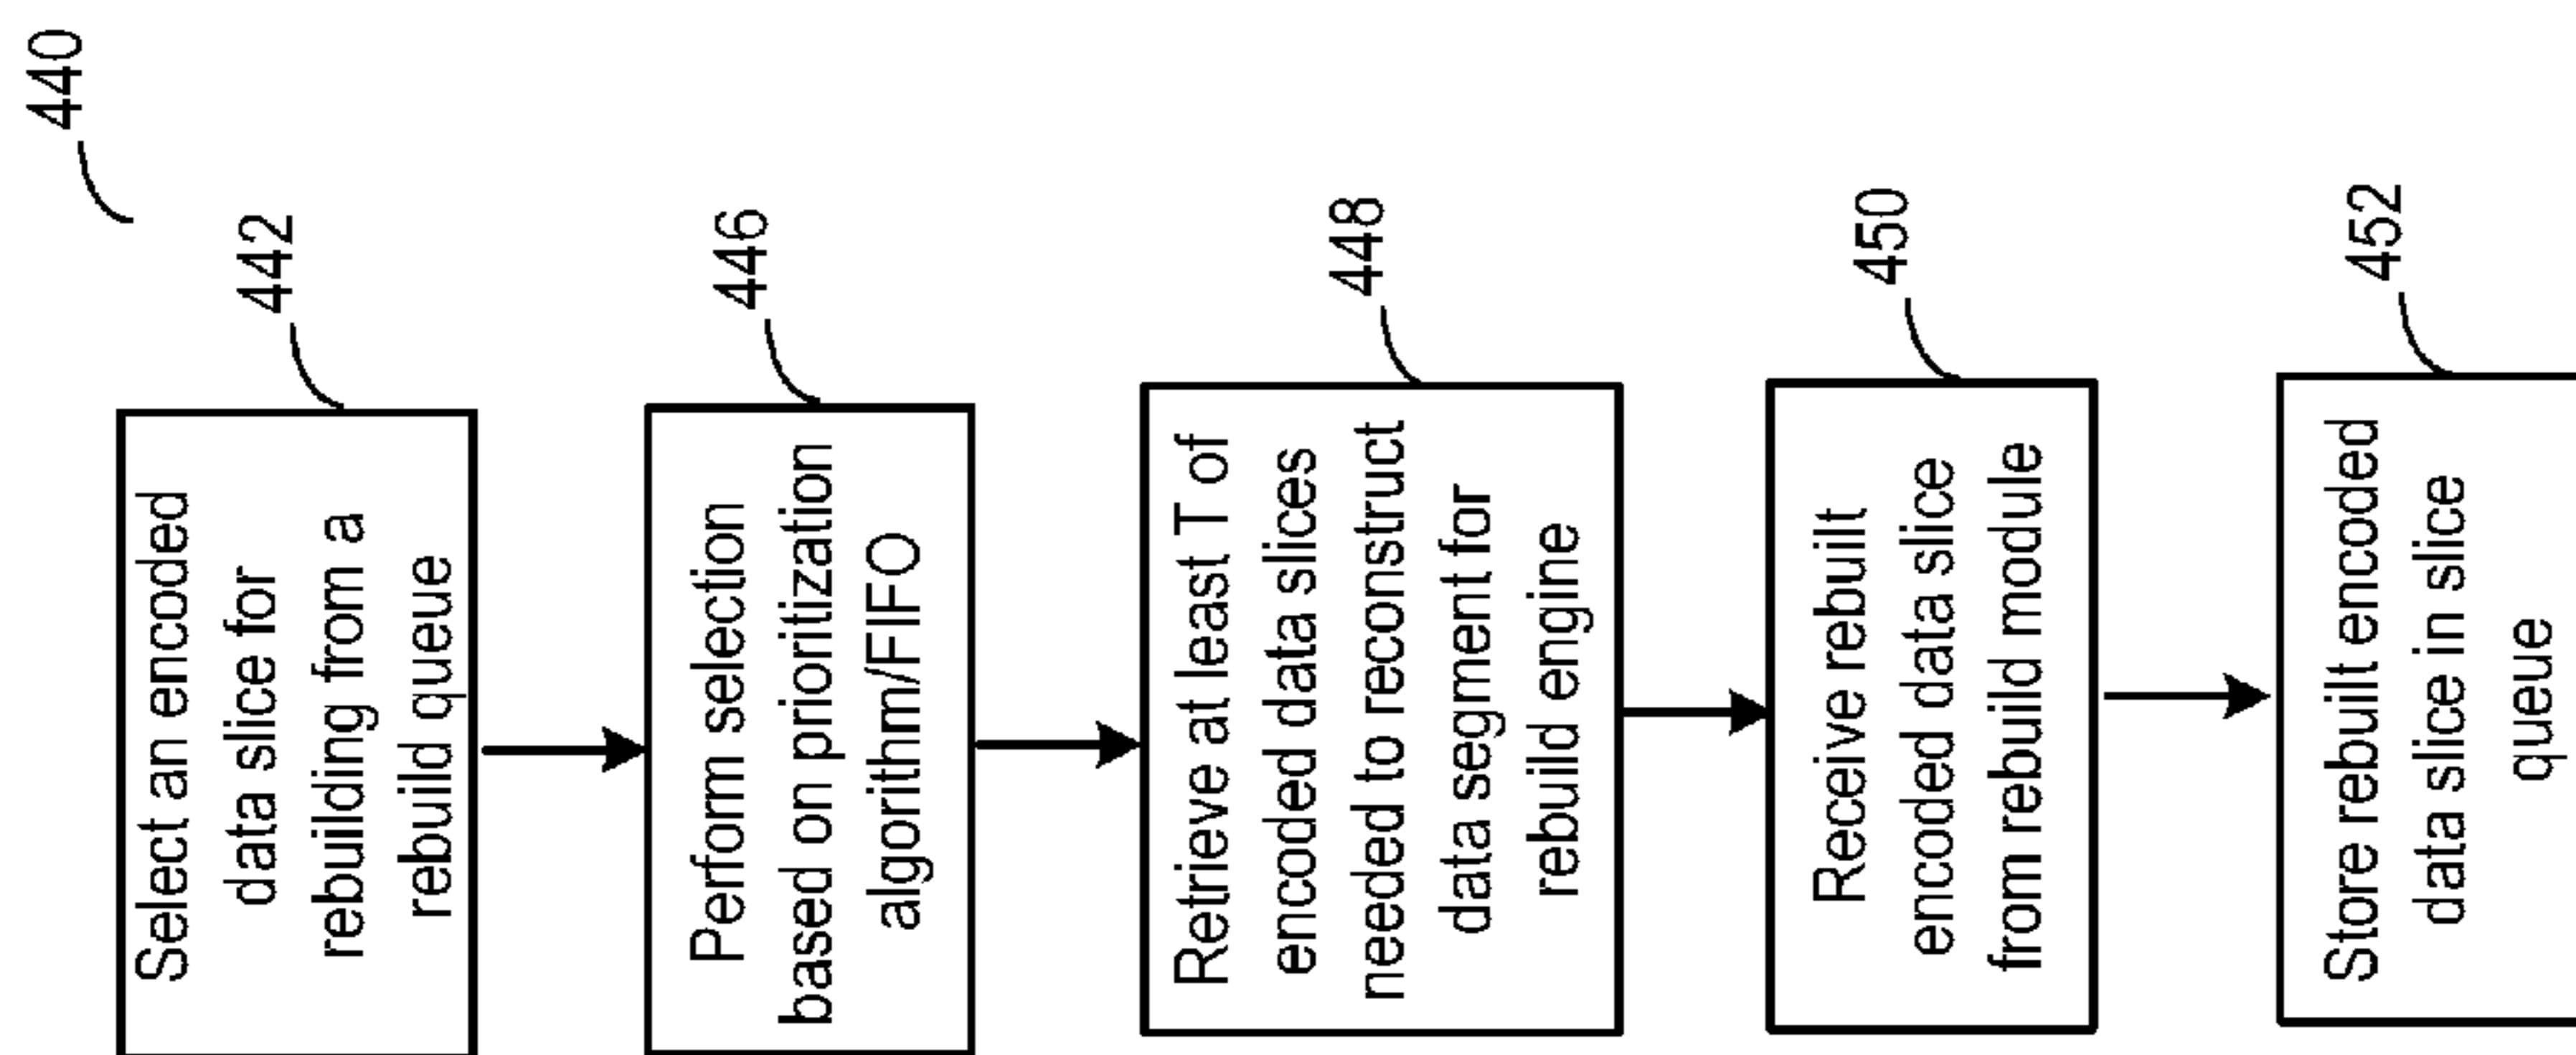 440
442
Select an encoded
data slice for
rebuilding from a
rebuild queue
446
Perform selection
based on prioritization
algorithm/FIFO
448
Retrieve at least T of
encoded data slices
needed to reconstruct
data segment for
rebuild engine
450
Receive rebuilt
encoded data slice
from rebuild module
452
Store rebuilt encoded
data slice in slice
queue